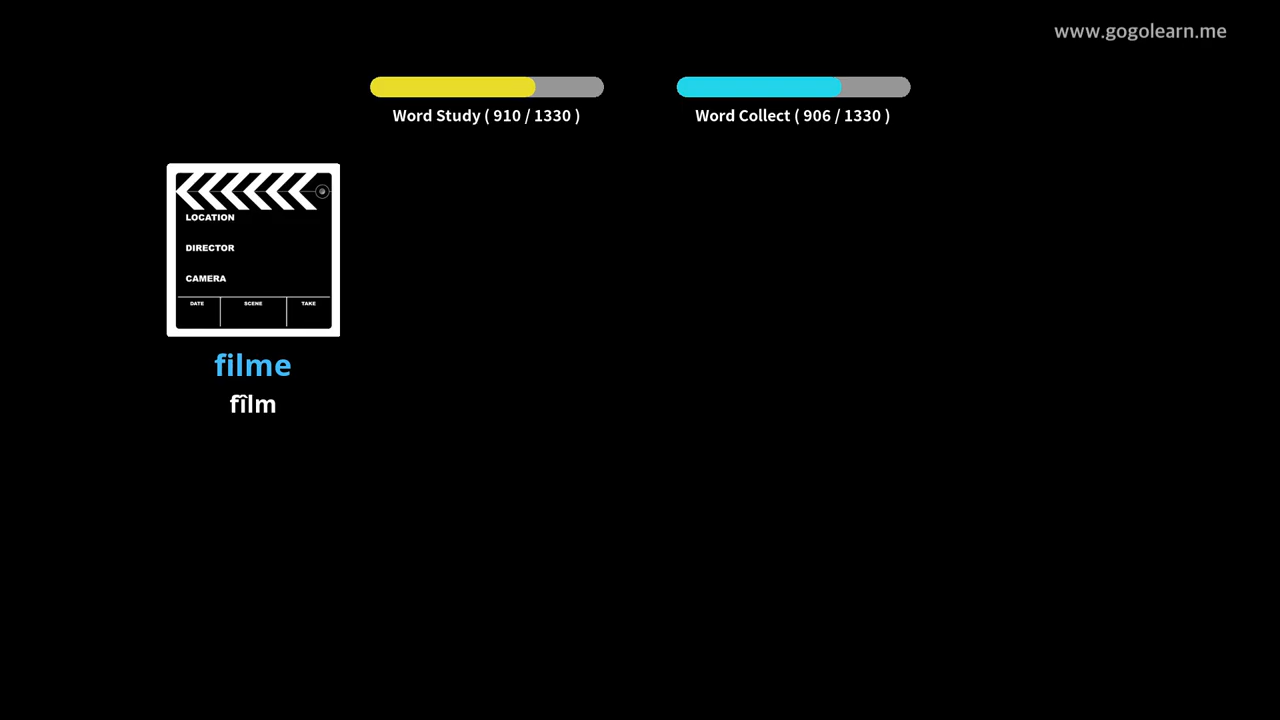 www.gogolearn.me
Word Study ( 910 / 1330 )
Word Collect ( 906 / 1330 )
LOCATION
DIRECTOR
CAMERA
DATE SCENE TAKE
filme
fîlm